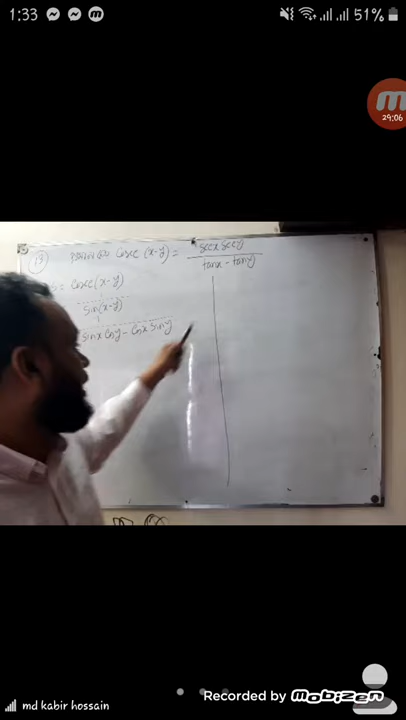 1:33 51%
29:06
13 cosec (x-y) = secx secy / tanx - tany
= cosec (x-y)
sin(x-y)
sinx cosy - cosx siny
Recorded by MOBIZEN
md kabir hossain